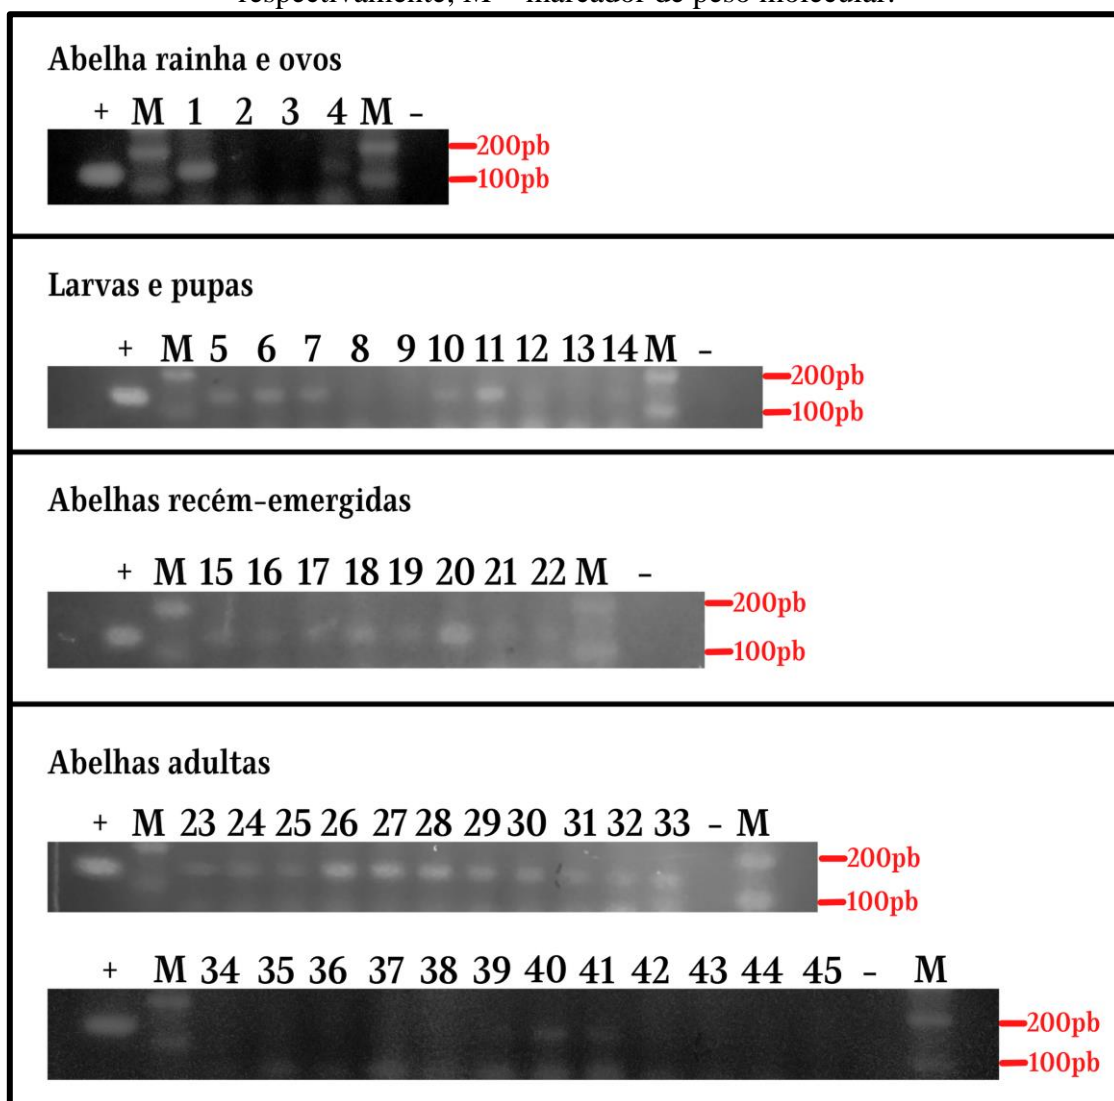 respectivamente, M – marcador de peso molecular.
Abelha rainha e ovos
+ M 1 2 3 4 M -
200pb
100pb
Larvas e pupas
+ M 5 6 7 8 9 10 11 12 13 14 M -
200pb
100pb
Abelhas recém-emergidas
+ M 15 16 17 18 19 20 21 22 M -
200pb
100pb
Abelhas adultas
+ M 23 24 25 26 27 28 29 30 31 32 33 - M
200pb
100pb
+ M 34 35 36 37 38 39 40 41 42 43 44 45 - M
200pb
100pb